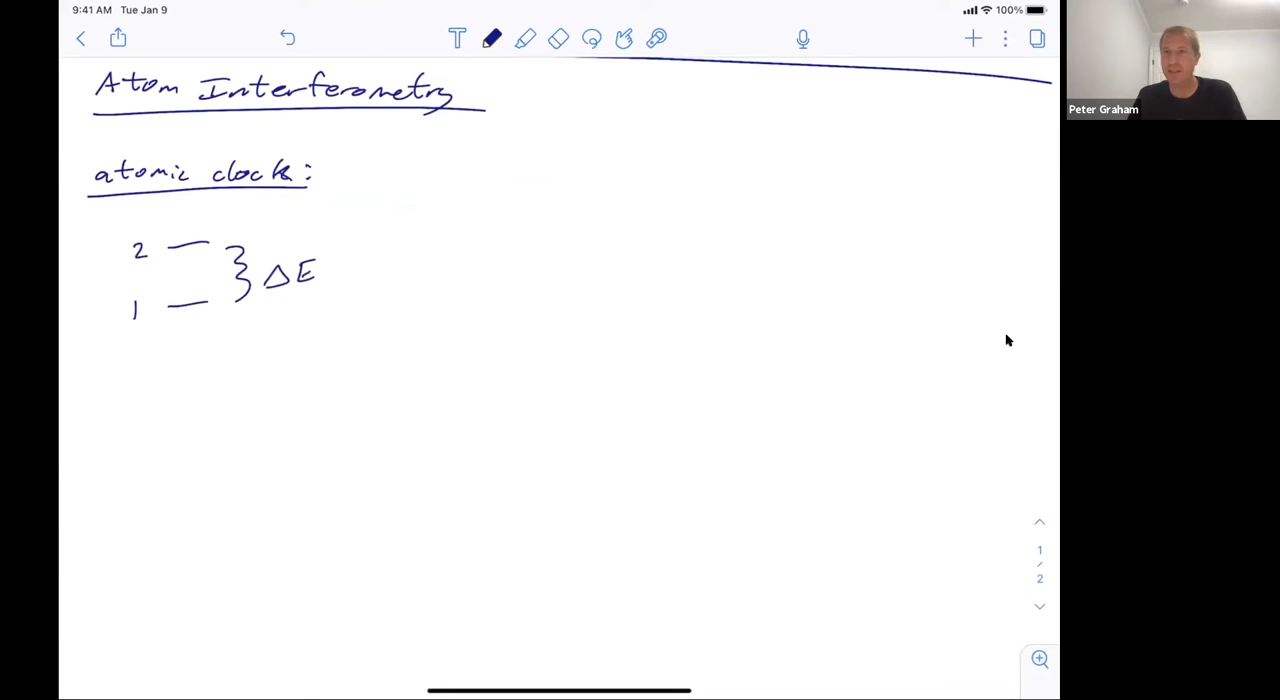 9:41 AM Tue Jan 9
100%
Atom Interferometry
atomic clock:
2
ΔE
1
Peter Graham
1
2